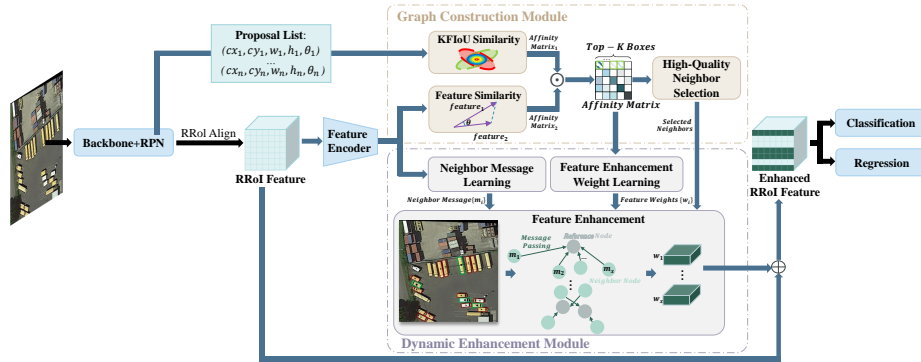 Graph Construction Module
Proposal List:
(cx₁, cy₁, w₁, h₁, θ₁)
...
(cxₙ, cyₙ, wₙ, hₙ, θₙ)
KFIoU Similarity
Affinity
Matrix₁
Top − K Boxes
Affinity Matrix
High-Quality
Neighbor
Selection
Feature Similarity
feature₁
θ
feature₂
Affinity
Matrix₂
Selected
Neighbors
Backbone+RPN
RRoI Align
RRoI Feature
Feature
Encoder
Neighbor Message
Learning
Feature Enhancement
Weight Learning
Neighbor Message(mᵢ)
Feature Weights(wᵢ)
Enhanced
RRoI Feature
Classification
Regression
Feature Enhancement
Message
Passing
Reference Node
m₁
m₂
...
Neighbor Node
w₁
⋮
Dynamic Enhancement Module